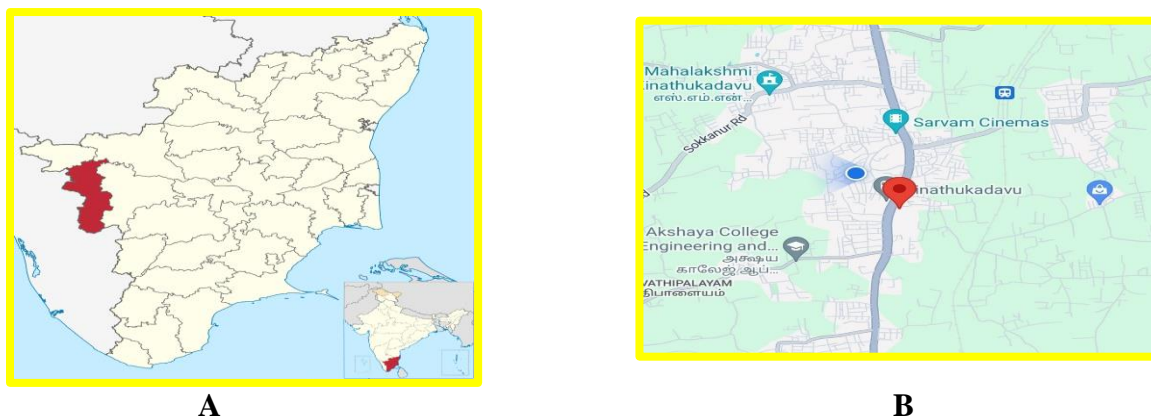 Mahalakshmi
inathukadavu
எஸ்.எம்.என்...
Sokkanur Rd
Sarvam Cinemas
inathukadavu
Akshaya College
Engineering and...
அக்ஷய
காலேஜ் ஆப்...
VATHIPALAYAM
திபாளையம்
A
B